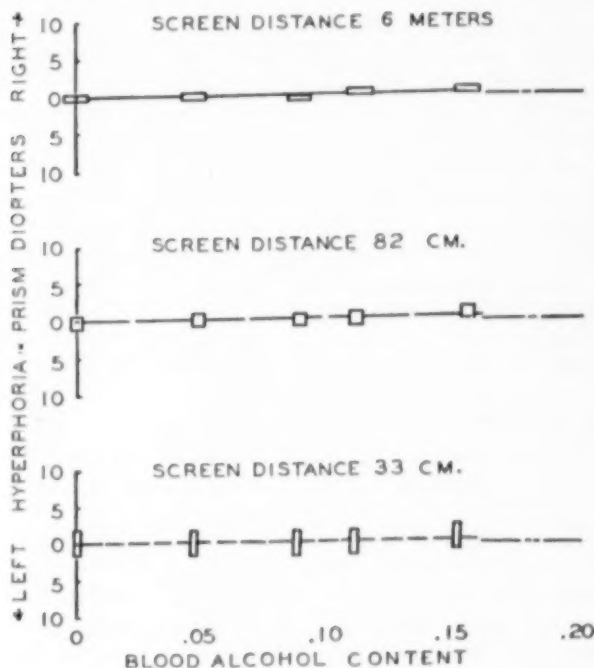 ←LEFT HYPERPHORIA - PRISM DIOPTERS RIGHT→
SCREEN DISTANCE 6 METERS
10
5
0
5
10
SCREEN DISTANCE 82 CM.
10
5
0
5
10
SCREEN DISTANCE 33 CM.
10
5
0
5
10
0 .05 .10 .15 .20
BLOOD ALCOHOL CONTENT